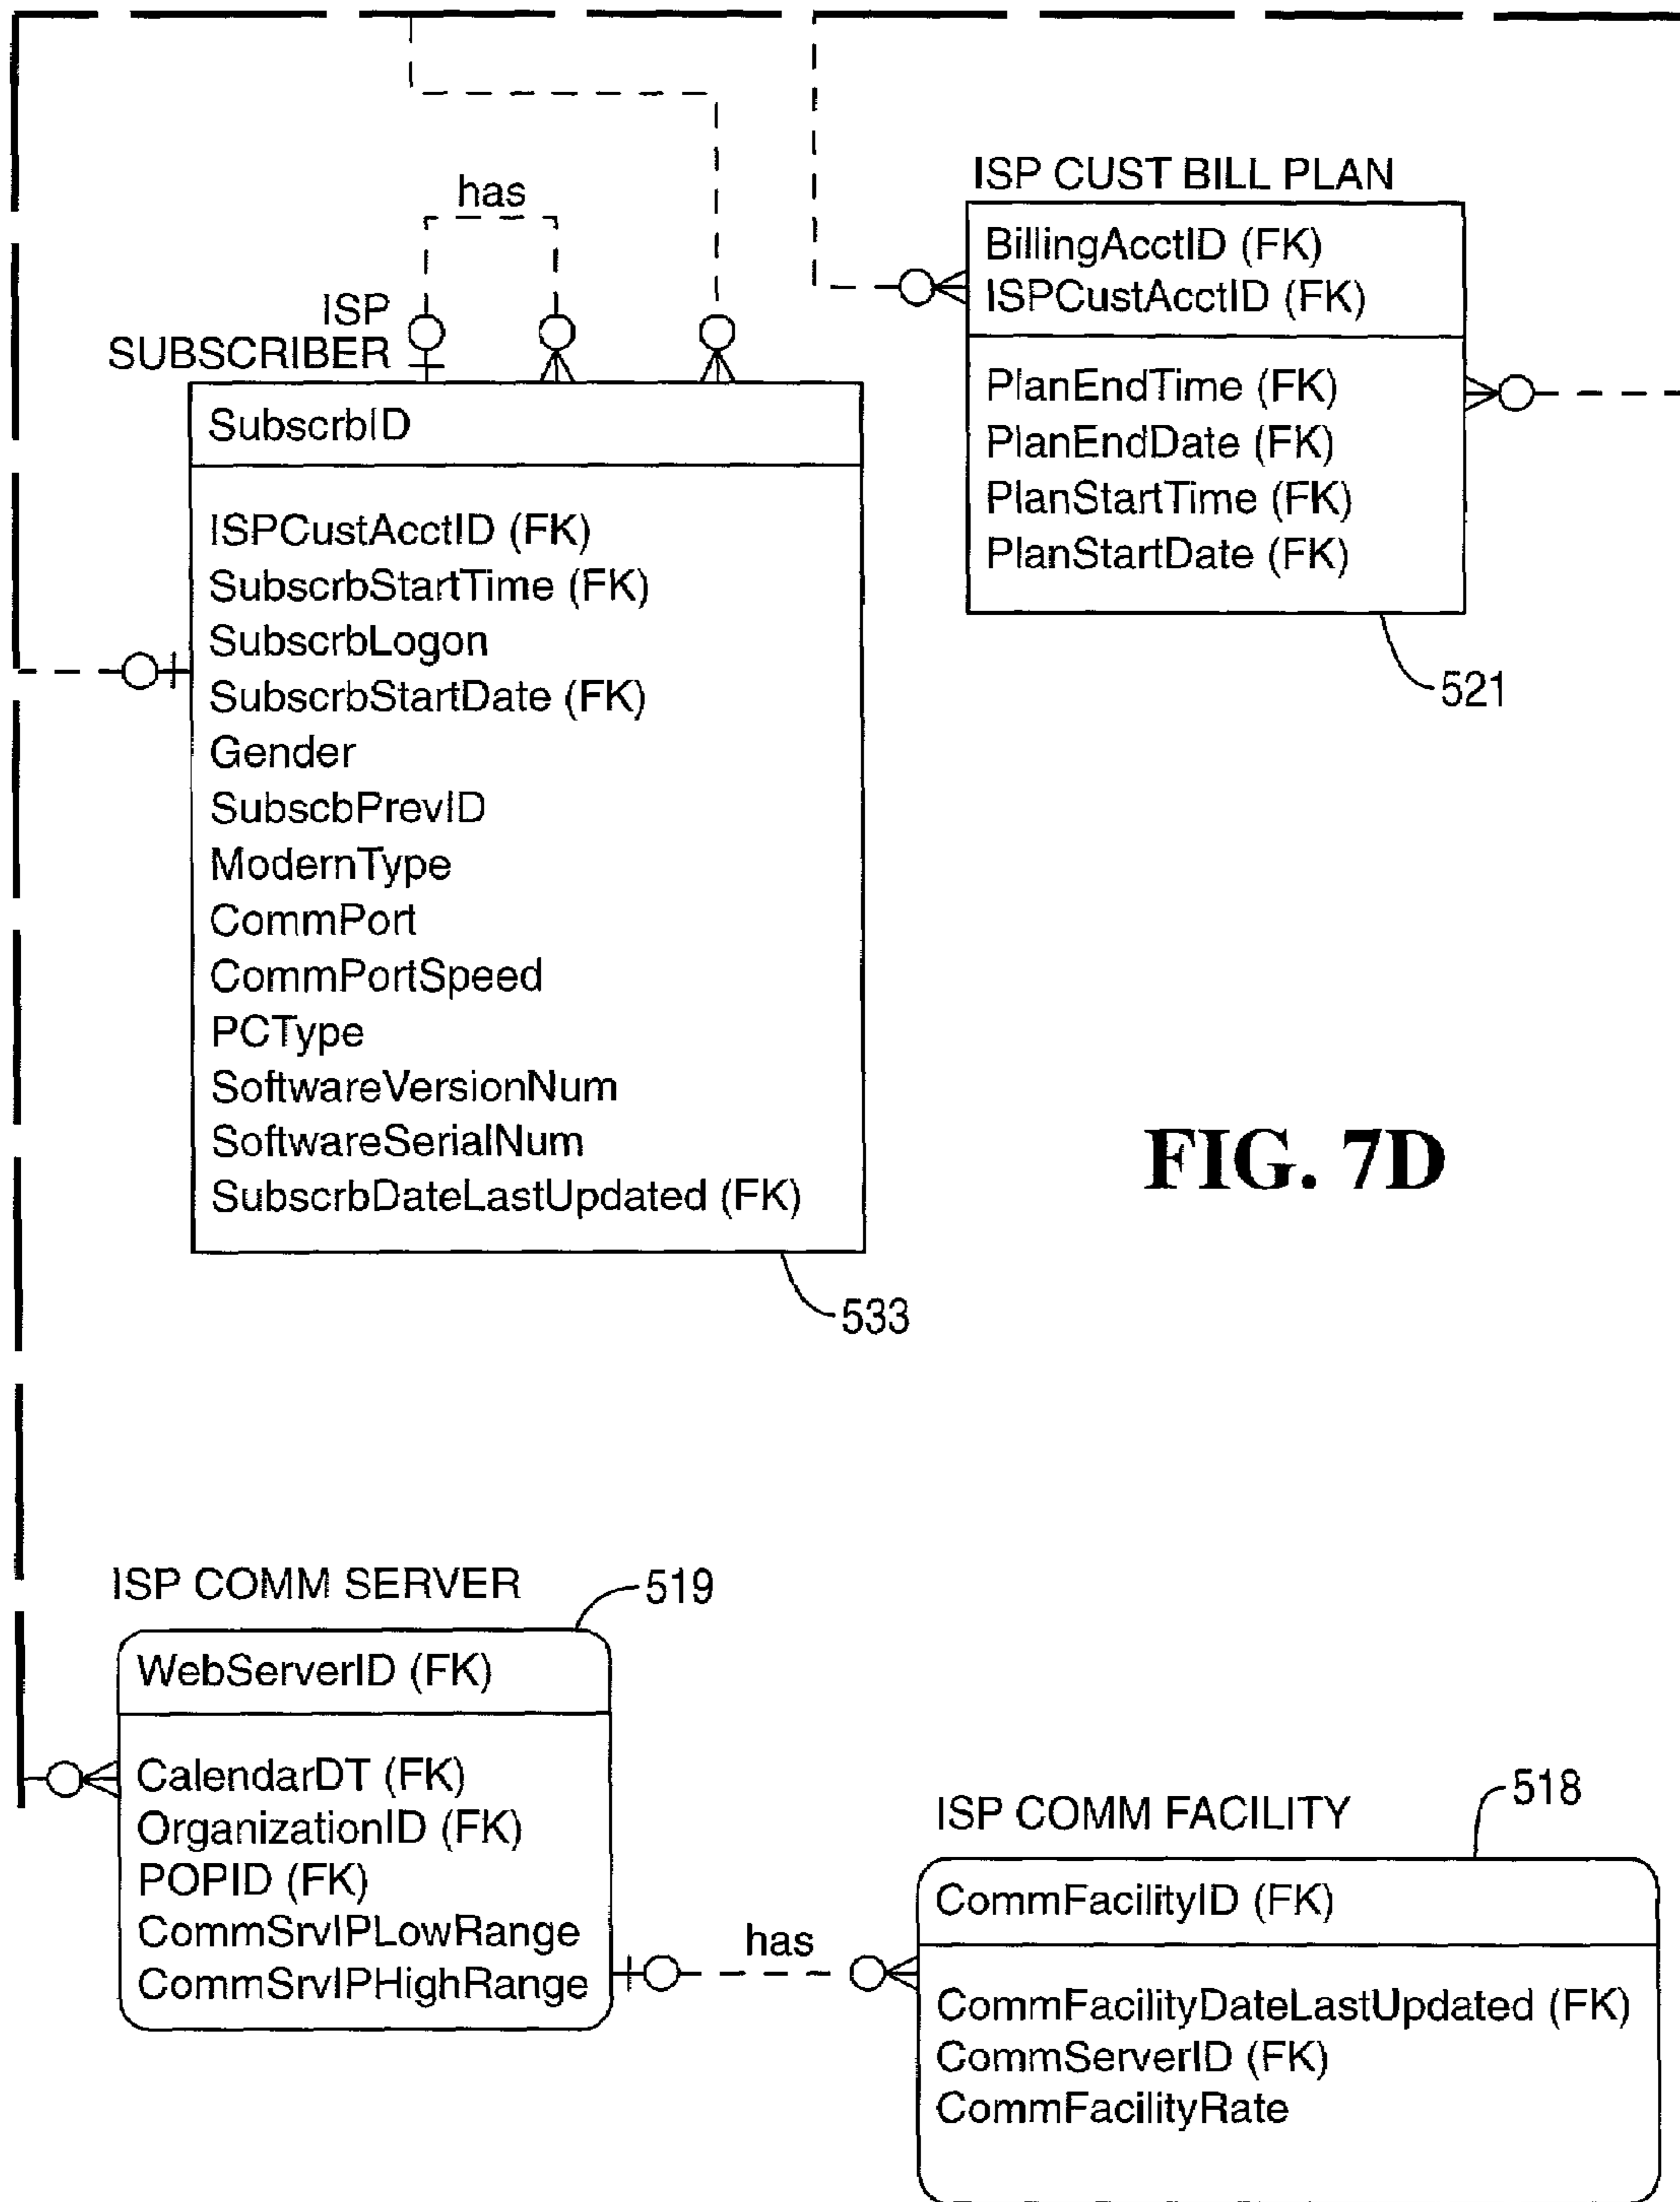 has
ISP
SUBSCRIBER
SubscrbID
ISPCustAcctID (FK)
SubscrbStartTime (FK)
SubscrbLogon
SubscrbStartDate (FK)
Gender
SubscbPrevID
ModemType
CommPort
CommPortSpeed
PCType
SoftwareVersionNum
SoftwareSerialNum
SubscrbDateLastUpdated (FK)
533
ISP CUST BILL PLAN
BillingAcctID (FK)
ISPCustAcctID (FK)
PlanEndTime (FK)
PlanEndDate (FK)
PlanStartTime (FK)
PlanStartDate (FK)
521
FIG. 7D
ISP COMM SERVER
519
WebServerID (FK)
CalendarDT (FK)
OrganizationID (FK)
POPID (FK)
CommSrvIPLowRange
CommSrvIPHighRange
has
ISP COMM FACILITY
518
CommFacilityID (FK)
CommFacilityDateLastUpdated (FK)
CommServerID (FK)
CommFacilityRate